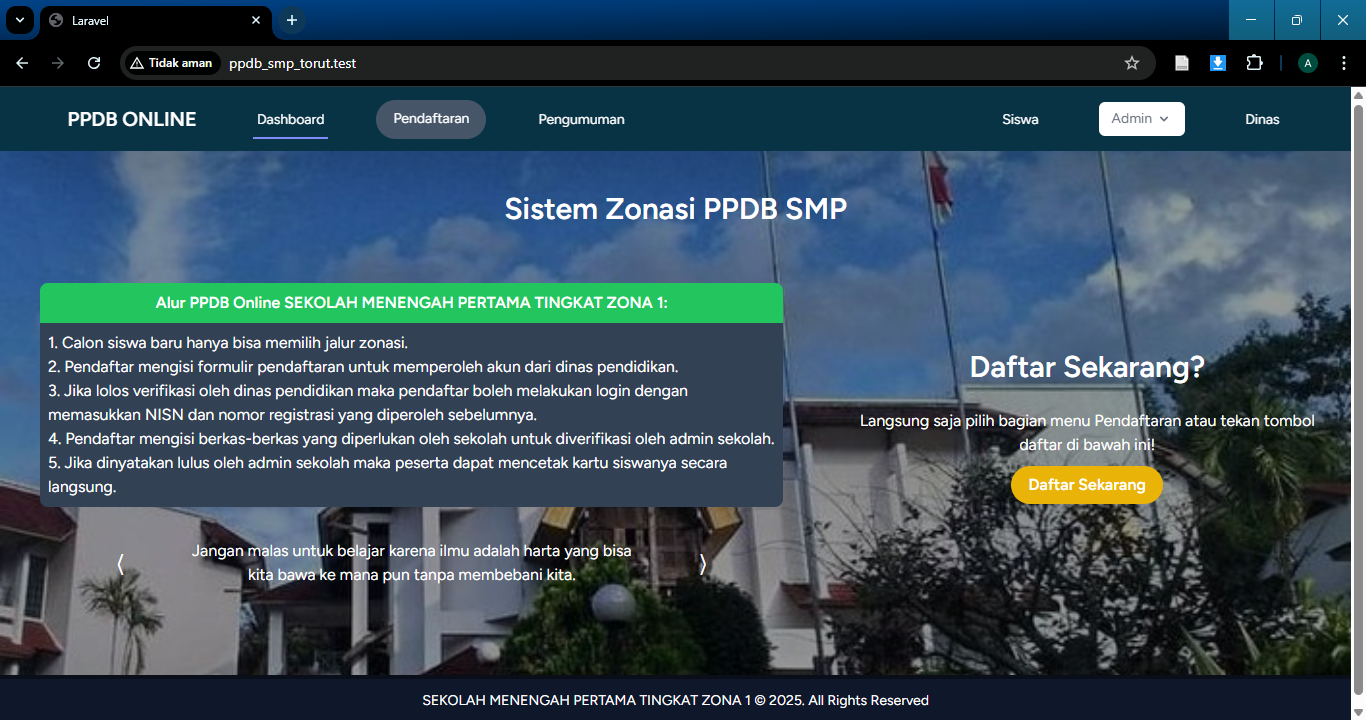 Laravel
Tidak aman
ppdb_smp_torut.test
A
PPDB ONLINE
Dashboard
Pendaftaran
Pengumuman
Siswa
Admin
Dinas
Sistem Zonasi PPDB SMP
Alur PPDB Online SEKOLAH MENENGAH PERTAMA TINGKAT ZONA 1:
1. Calon siswa baru hanya bisa memilih jalur zonasi.
2. Pendaftar mengisi formulir pendaftaran untuk memperoleh akun dari dinas pendidikan.
3. Jika lolos verifikasi oleh dinas pendidikan maka pendaftar boleh melakukan login dengan
memasukkan NISN dan nomor registrasi yang diperoleh sebelumnya.
4. Pendaftar mengisi berkas-berkas yang diperlukan oleh sekolah untuk diverifikasi oleh admin sekolah.
5. Jika dinyatakan lulus oleh admin sekolah maka peserta dapat mencetak kartu siswanya secara
langsung.
Jangan malas untuk belajar karena ilmu adalah harta yang bisa
kita bawa ke mana pun tanpa membebani kita.
Daftar Sekarang?
Langsung saja pilih bagian menu Pendaftaran atau tekan tombol
daftar di bawah ini!
Daftar Sekarang
SEKOLAH MENENGAH PERTAMA TINGKAT ZONA 1 © 2025. All Rights Reserved